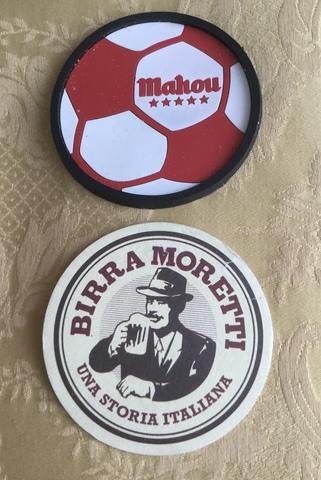 Mahou
★★★★★
BIRRA MORETTI
UNA STORIA ITALIANA